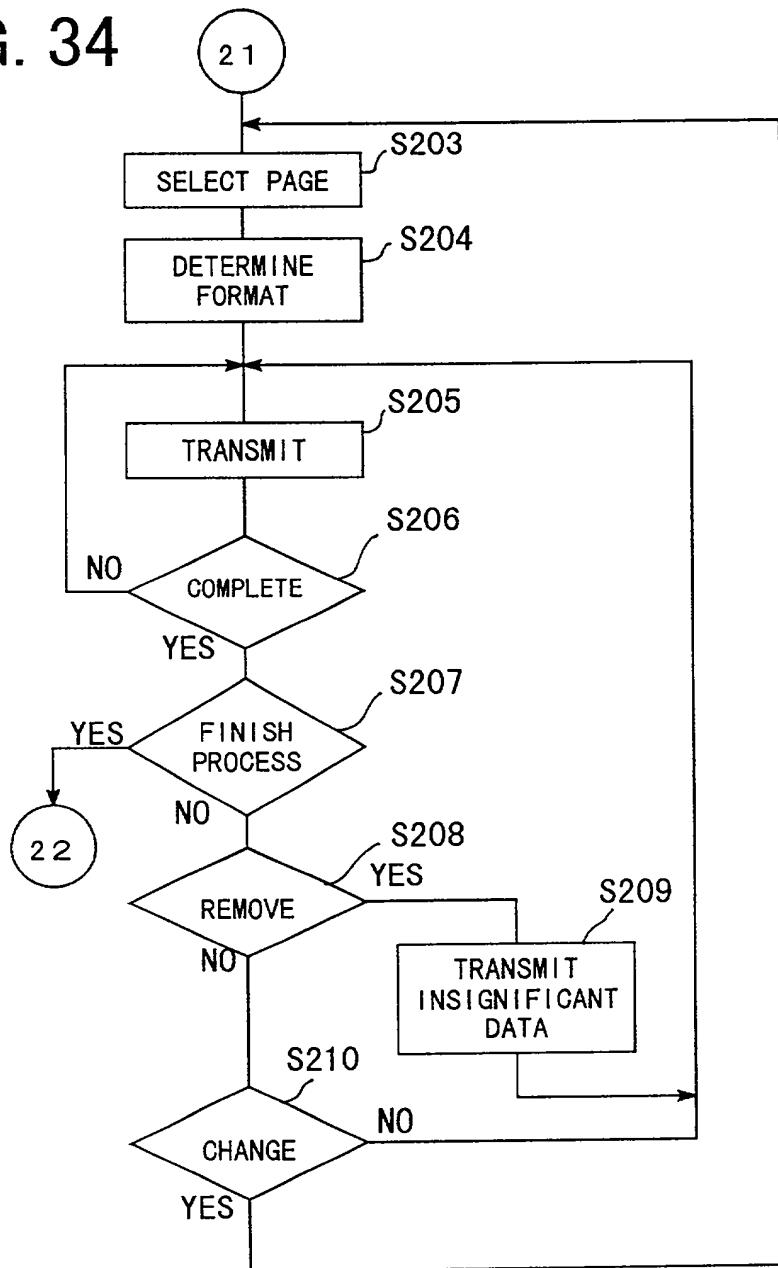 G. 34
21
S203
SELECT PAGE
S204
DETERMINE
FORMAT
S205
TRANSMIT
S206
NO
COMPLETE
YES
S207
YES
FINISH
PROCESS
NO
22
S208
YES
REMOVE
NO
S209
TRANSMIT
INSIGNIFICANT
DATA
S210
NO
CHANGE
YES